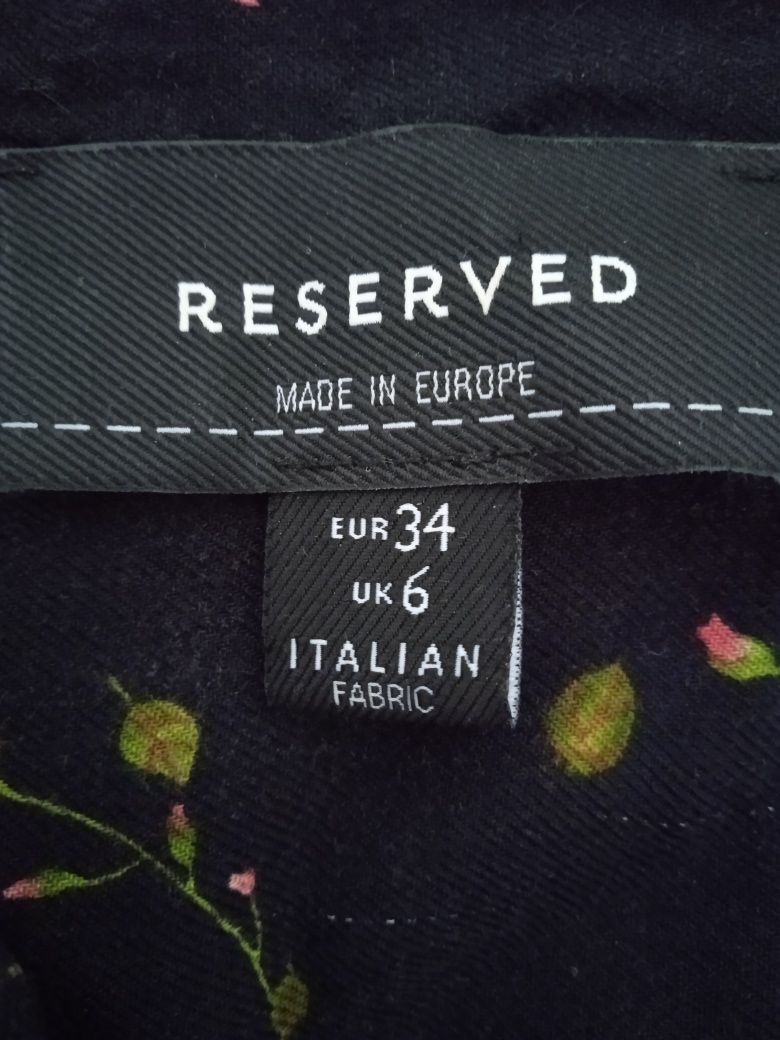 RESERVED
MADE IN EUROPE
EUR 34
UK 6
ITALIAN
FABRIC